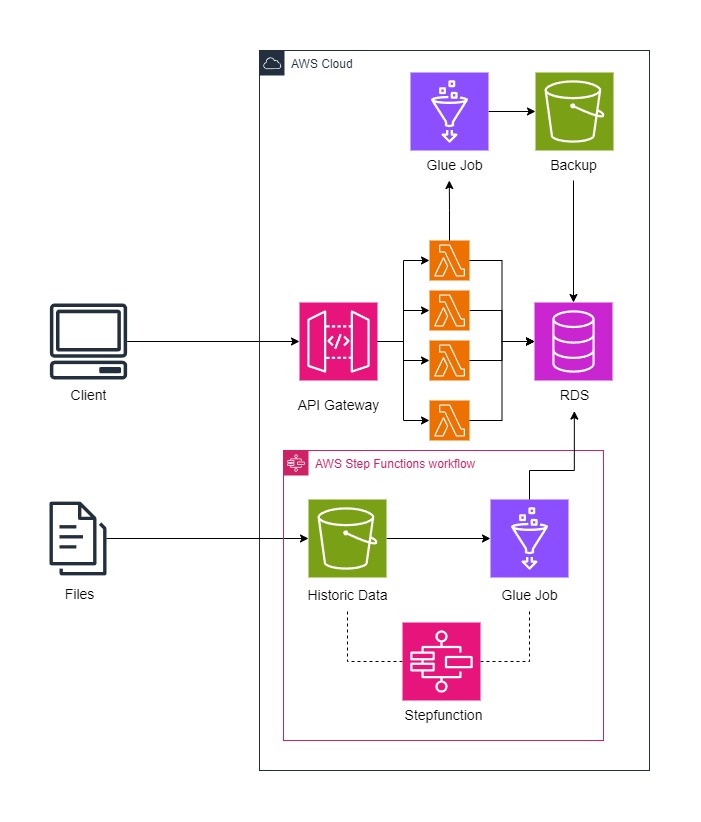 AWS Cloud
Glue Job
Backup
Client
API Gateway
RDS
AWS Step Functions workflow
Files
Historic Data
Glue Job
Stepfunction